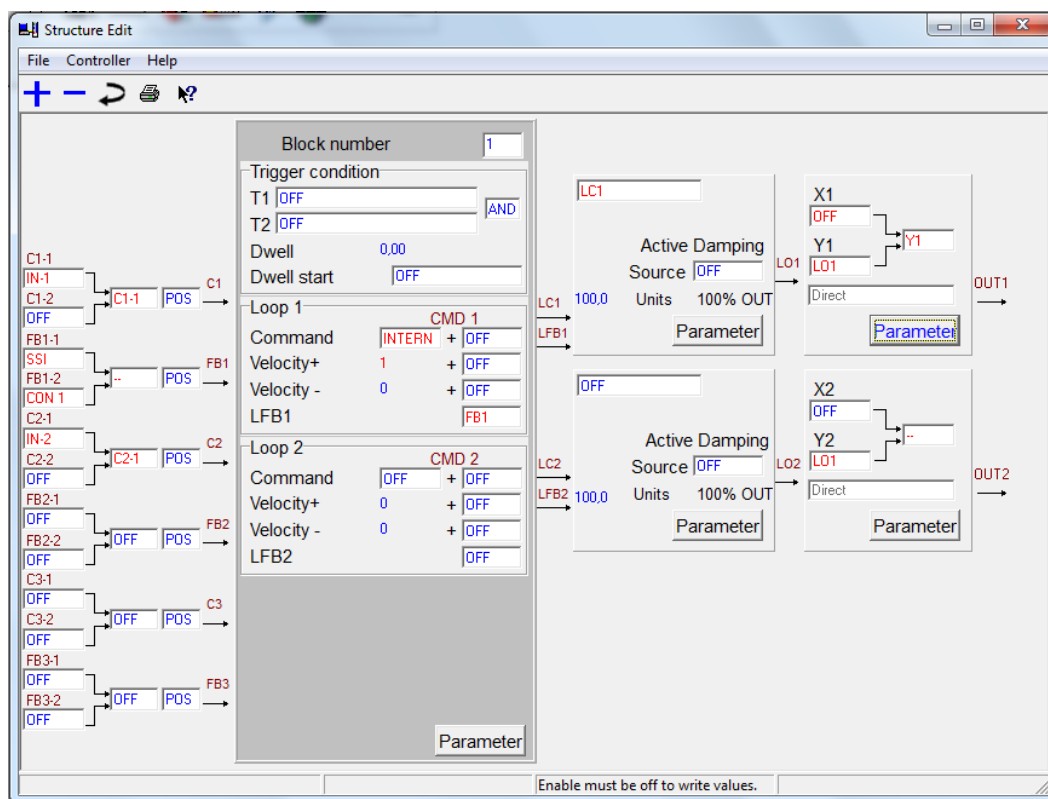 Structure Edit
File Controller Help
C1-1
IN-1
C1-2
OFF
C1-1 POS
C1
FB1-1
SSI
FB1-2
CON 1
-- POS
FB1
C2-1
IN-2
C2-2
OFF
C2-1 POS
C2
FB2-1
OFF
FB2-2
OFF
OFF POS
FB2
C3-1
OFF
C3-2
OFF
OFF POS
C3
FB3-1
OFF
FB3-2
OFF
OFF POS
FB3
Block number 1
Trigger condition
T1 OFF
T2 OFF
AND
Dwell 0,00
Dwell start OFF
Loop 1
CMD 1
Command INTERN + OFF
Velocity+ 1 + OFF
Velocity - 0 + OFF
LFB1 FB1
Loop 2
CMD 2
Command OFF + OFF
Velocity+ 0 + OFF
Velocity - 0 + OFF
LFB2 OFF
Parameter
LC1
LFB1
LC1
Active Damping
Source OFF
100,0 Units 100% OUT
Parameter
LO1
X1
OFF
Y1
LO1
Y1
Direct
Parameter
OUT1
LC2
LFB2
OFF
Active Damping
Source OFF
100,0 Units 100% OUT
Parameter
LO2
X2
OFF
Y2
LO1
--
Direct
Parameter
OUT2
Enable must be off to write values.